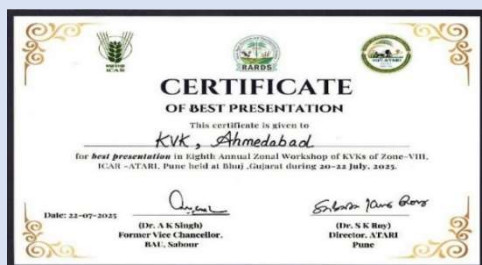 ICAR
RARDS
CERTIFICATE
OF BEST PRESENTATION
This certificate is given to
KVK, Ahmedabad
for best presentation in Eighth Annual Zonal Workshop of KVKs of Zone-VIII,
ICAR -ATARI, Pune held at Bhuj ,Gujarat during 20-22 July, 2025.
Date: 22-07-2025
(Dr. A K Singh)
Former Vice Chancellor,
BAU, Sabour
(Dr. S K Roy)
Director, ATARI
Pune